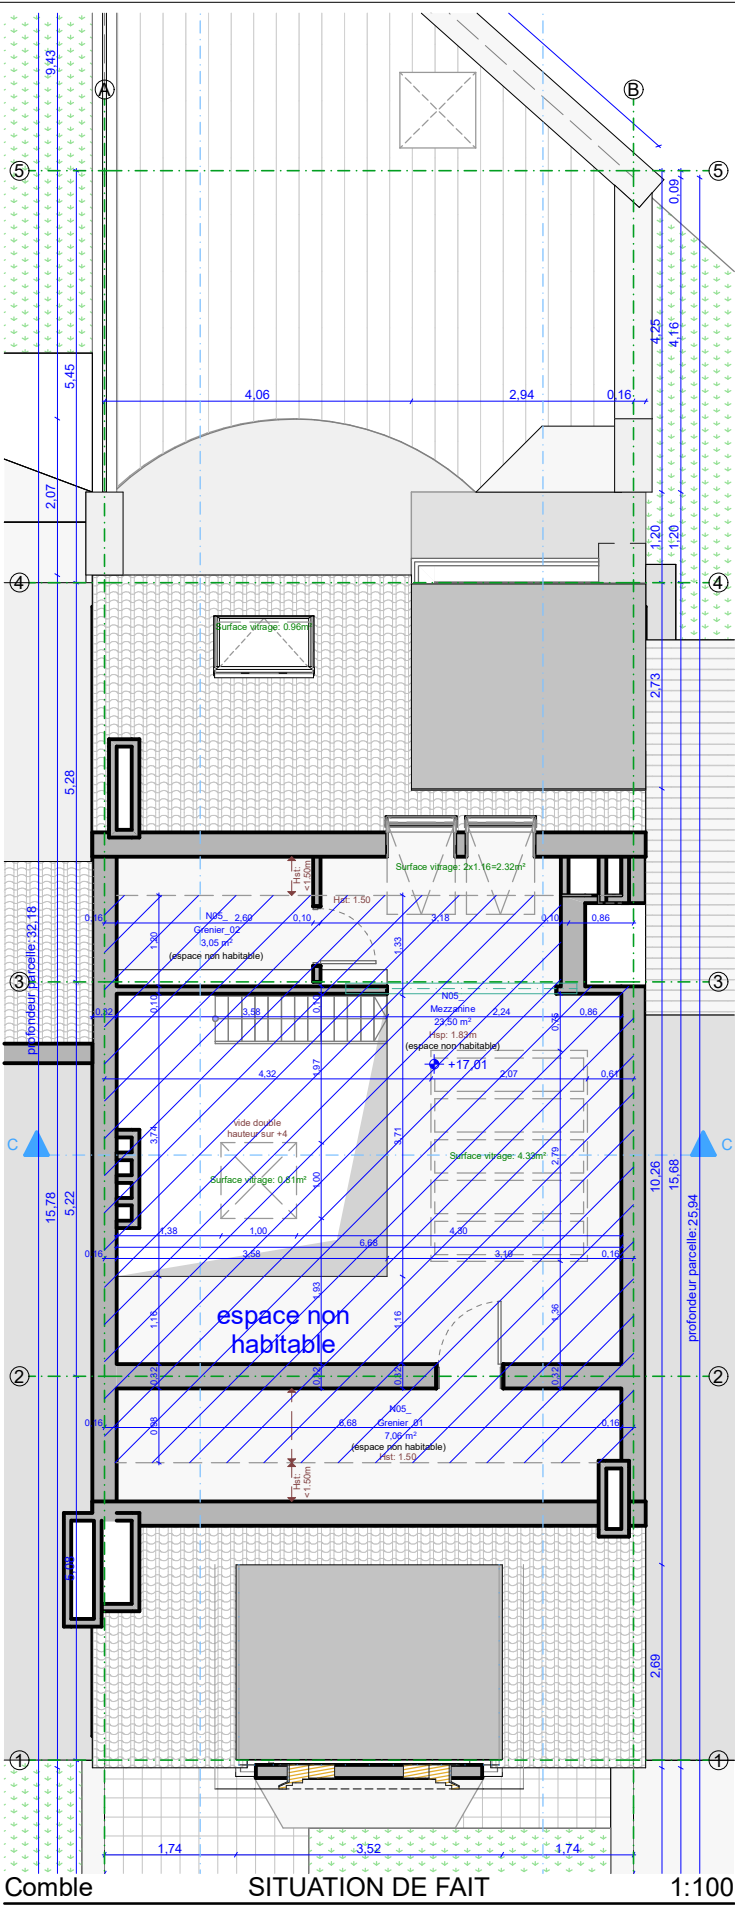 9,43
A
B
5
5
0,09
4,25
4,16
5,45
4,06
2,94
0,16
2,07
1,20
1,20
4
4
Surface vitrage: 0.96m²
2,73
5,28
Surface vitrage: 2x1.16=2.32m²
Hst:
<1.50m
Hst: 1.50
0,16
N05_
2,60
0,10
3,18
0,10
0,86
Grenier_02
3,05 m²
(espace non habitable)
1,20
1,33
profondeur parcelle: 32,18
3
3
0,32
0,10
3,58
0,10
N05_
Mezzanine
2,24
0,86
23,50 m²
Hsp: 1.83m
(espace non habitable)
+17.01
4,32
1,97
2,07
0,61
vide double
hauteur sur +4
3,74
3,71
C
C
Surface vitrage: 4.33m²
2,79
Surface vitrage: 0.81m²
1,00
15,78
5,22
10,26
15,68
profondeur parcelle: 25,94
1,38
1,00
4,30
6,68
0,16
3,58
3,10
0,16
1,93
1,16
1,16
1,36
espace non
habitable
2
2
0,32
0,32
0,32
0,32
N05_
0,16
6,68
Grenier_01
0,16
0,98
7,06 m²
(espace non habitable)
Hst: 1.50
Hst:
<1.50m
2,69
1
1
1,74
3,52
1,74
Comble
SITUATION DE FAIT
1:100